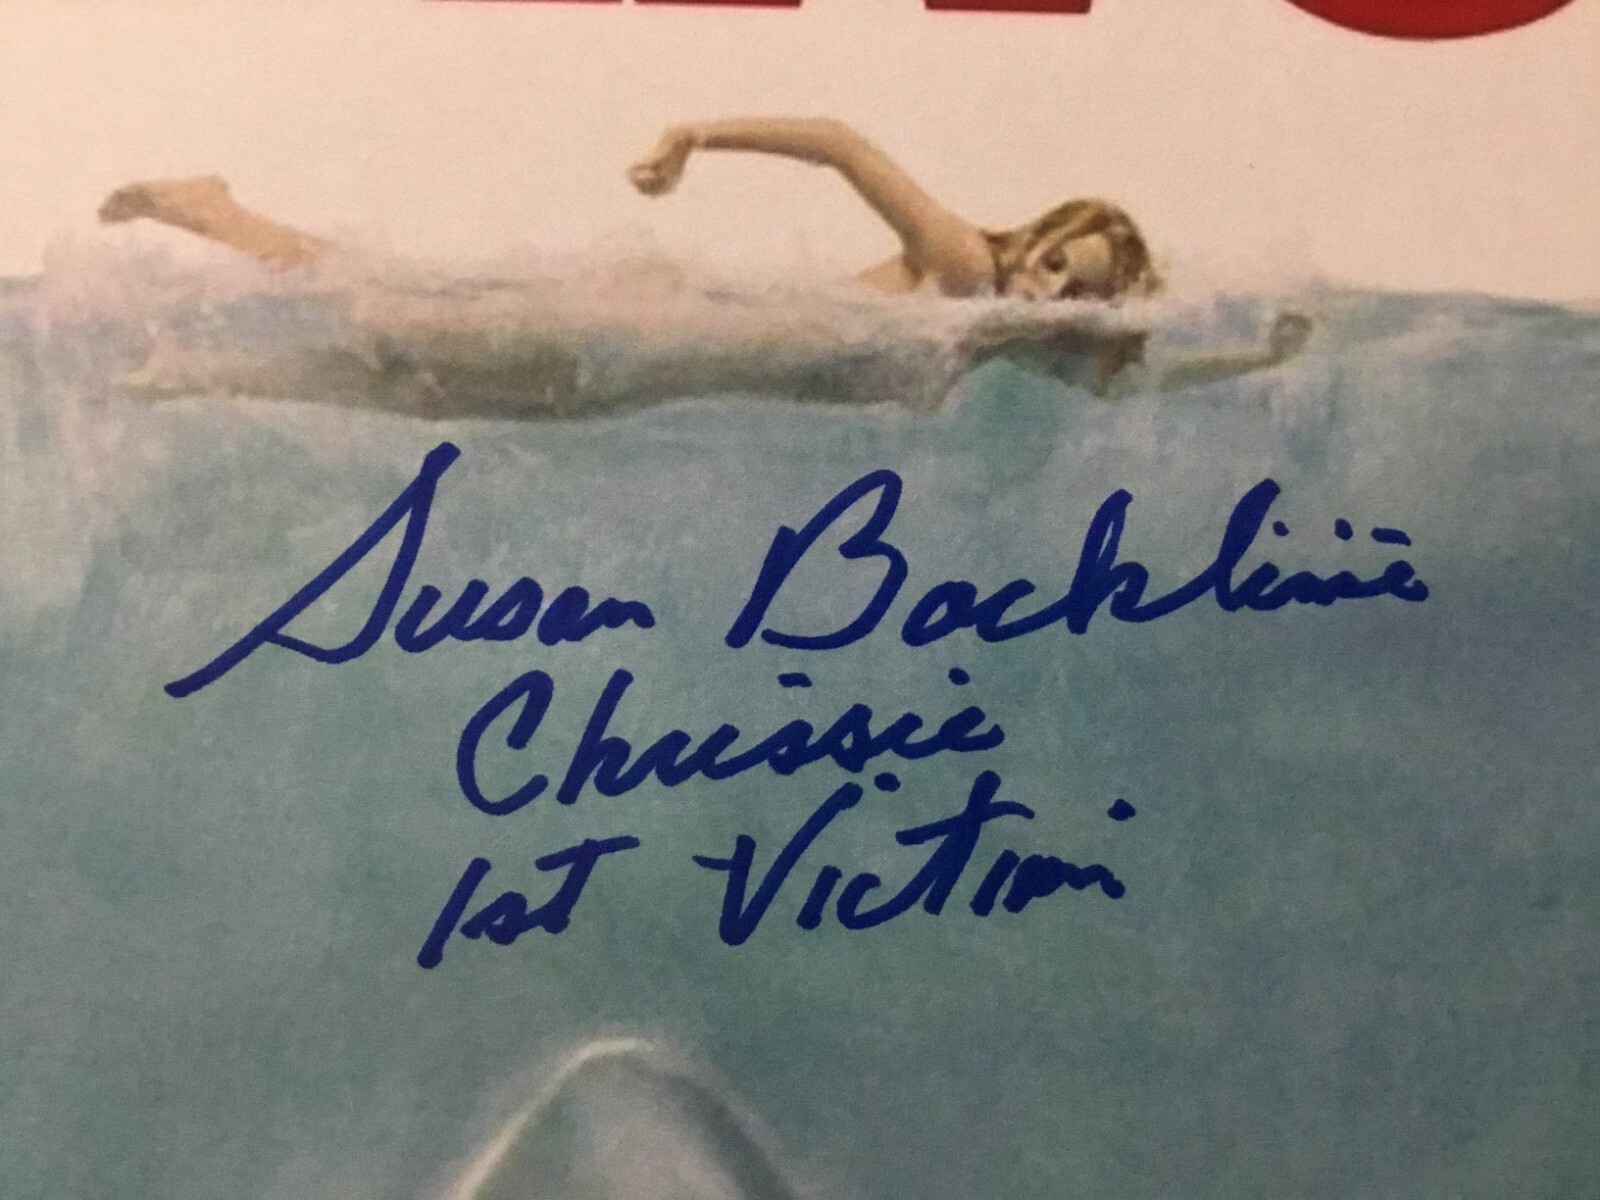 Susan Backlinie
Chrissie
1st Victim